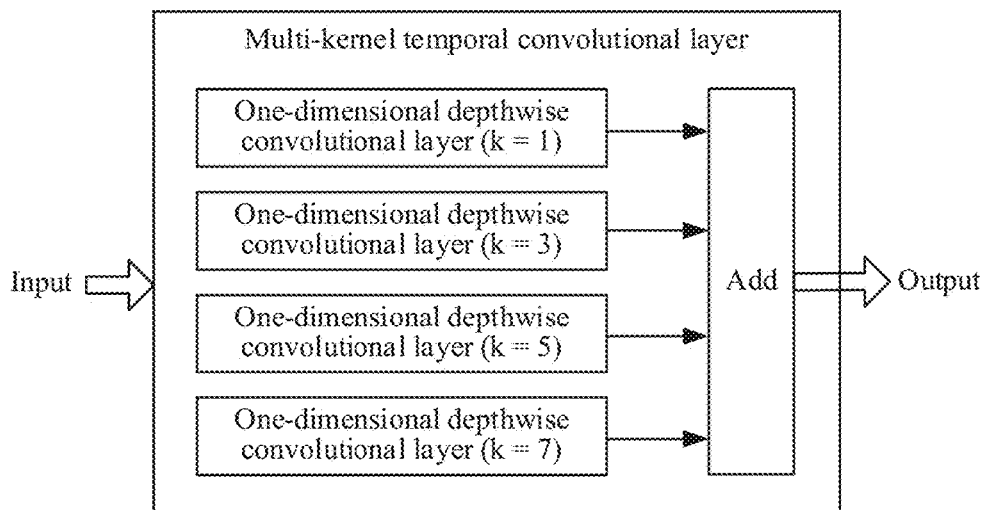 Multi-kernel temporal convolutional layer
One-dimensional depthwise
convolutional layer (k = 1)
One-dimensional depthwise
convolutional layer (k = 3)
Input
Add
Output
One-dimensional depthwise
convolutional layer (k = 5)
One-dimensional depthwise
convolutional layer (k = 7)